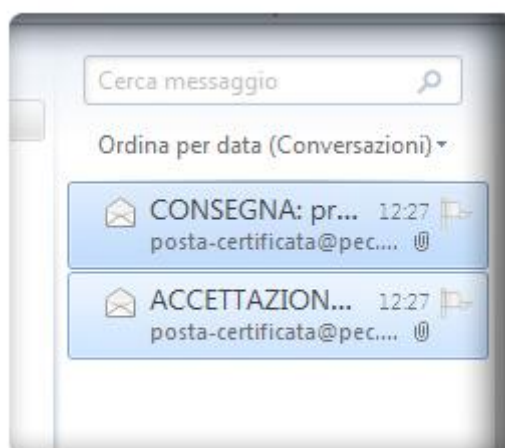 Cerca messaggio
Ordina per data (Conversazioni)
CONSEGNA: pr... 12:27
posta-certificata@pec....
ACCETTAZION... 12:27
posta-certificata@pec....